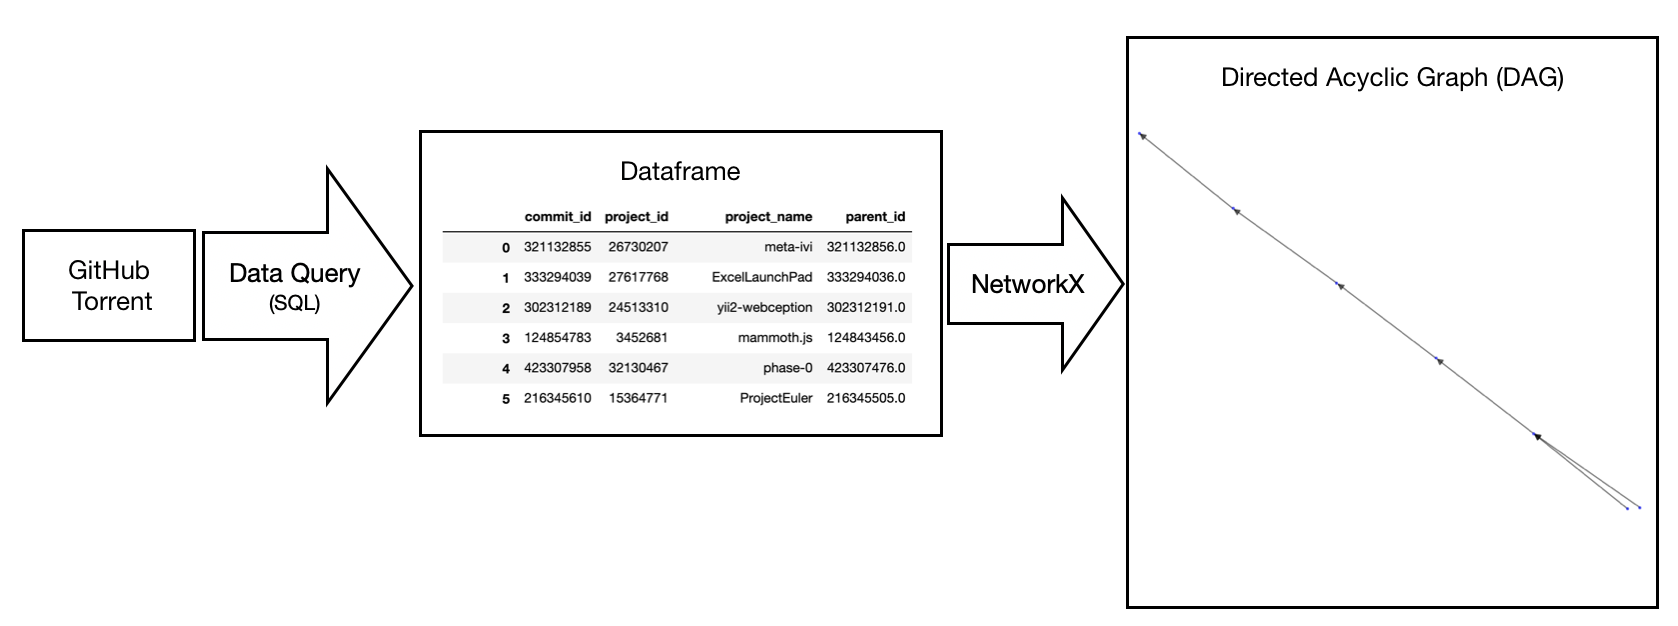 GitHub
Torrent
Data Query
(SQL)
Dataframe
commit_id project_id project_name parent_id
0 321132855 26730207 meta-ivi 321132856.0
1 333294039 27617768 ExcelLaunchPad 333294036.0
2 302312189 24513310 yii2-webception 302312191.0
3 124854783 3452681 mammoth.js 124843456.0
4 423307958 32130467 phase-0 423307476.0
5 216345610 15364771 ProjectEuler 216345505.0
NetworkX
Directed Acyclic Graph (DAG)